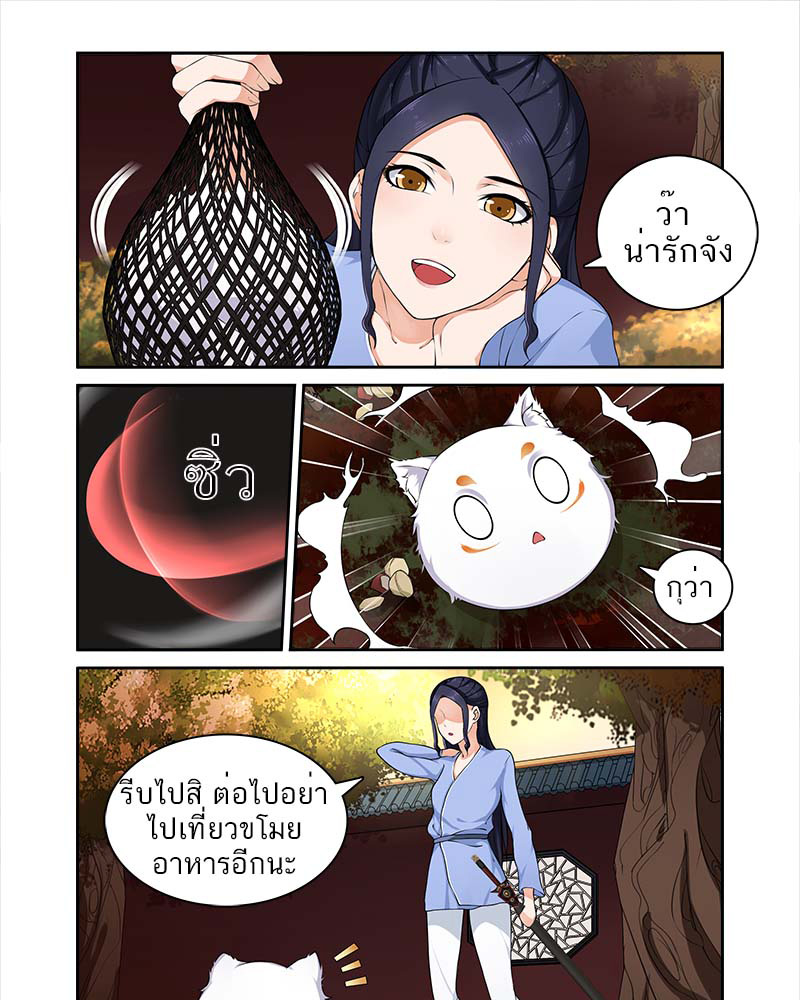 ว๊า
น่ารักจัง
ซิ่ว
กุว่า
รีบไปสิ ต่อไปอย่า
ไปเที่ยวขโมย
อาหารอีกนะ